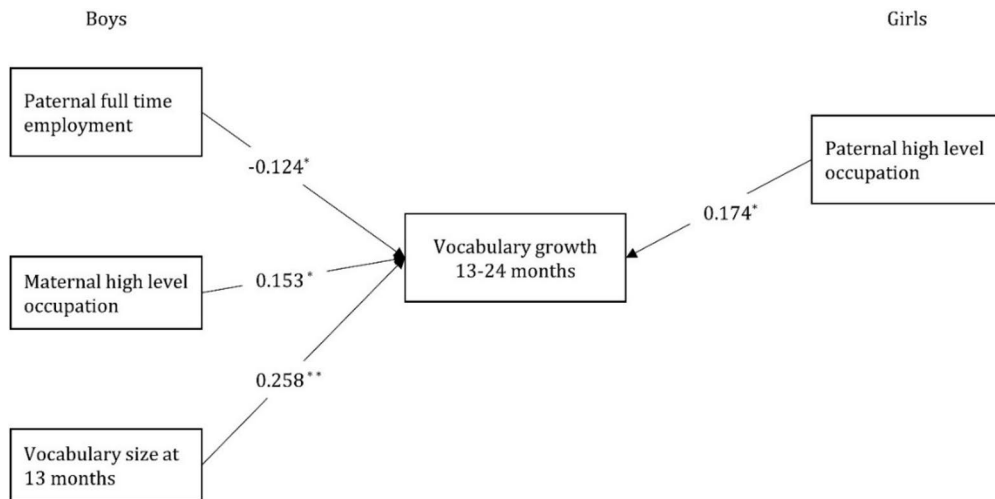 Boys
Girls
Paternal full time
employment
-0.124*
Paternal high level
occupation
0.174*
Vocabulary growth
13-24 months
Maternal high level
occupation
0.153*
0.258**
Vocabulary size at
13 months